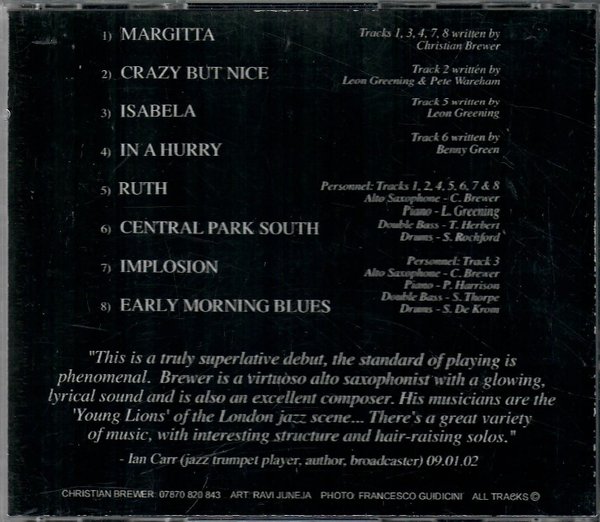 1) MARGITTA
2) CRAZY BUT NICE
3) ISABELA
4) IN A HURRY
5) RUTH
6) CENTRAL PARK SOUTH
7) IMPLOSION
8) EARLY MORNING BLUES
Tracks 1, 3, 4, 7, 8 written by
Christian Brewer
Track 2 written by
Leon Greening & Pete Wareham
Track 5 written by
Leon Greening
Track 6 written by
Benny Green
Personnel: Tracks 1, 2, 4, 5, 6, 7 & 8
Alto Saxophone - C. Brewer
Piano - L. Greening
Double Bass - T. Herbert
Drums - S. Rockford
Personnel: Track 3
Alto Saxophone - C. Brewer
Piano - P. Harrison
Double Bass - S. Thorpe
Drums - S. De Krom
"This is a truly superlative debut, the standard of playing is
phenomenal. Brewer is a virtuoso alto saxophonist with a glowing,
lyrical sound and is also an excellent composer. His musicians are the
'Young Lions' of the London jazz scene... There's a great variety
of music, with interesting structure and hair-raising solos."
- Ian Carr (jazz trumpet player, author, broadcaster) 09.01.02
CHRISTIAN BREWER: 07870 820 843 ART: RAVI JUNEJA PHOTO: FRANCESCO GUIDICINI ALL TRACKS ©